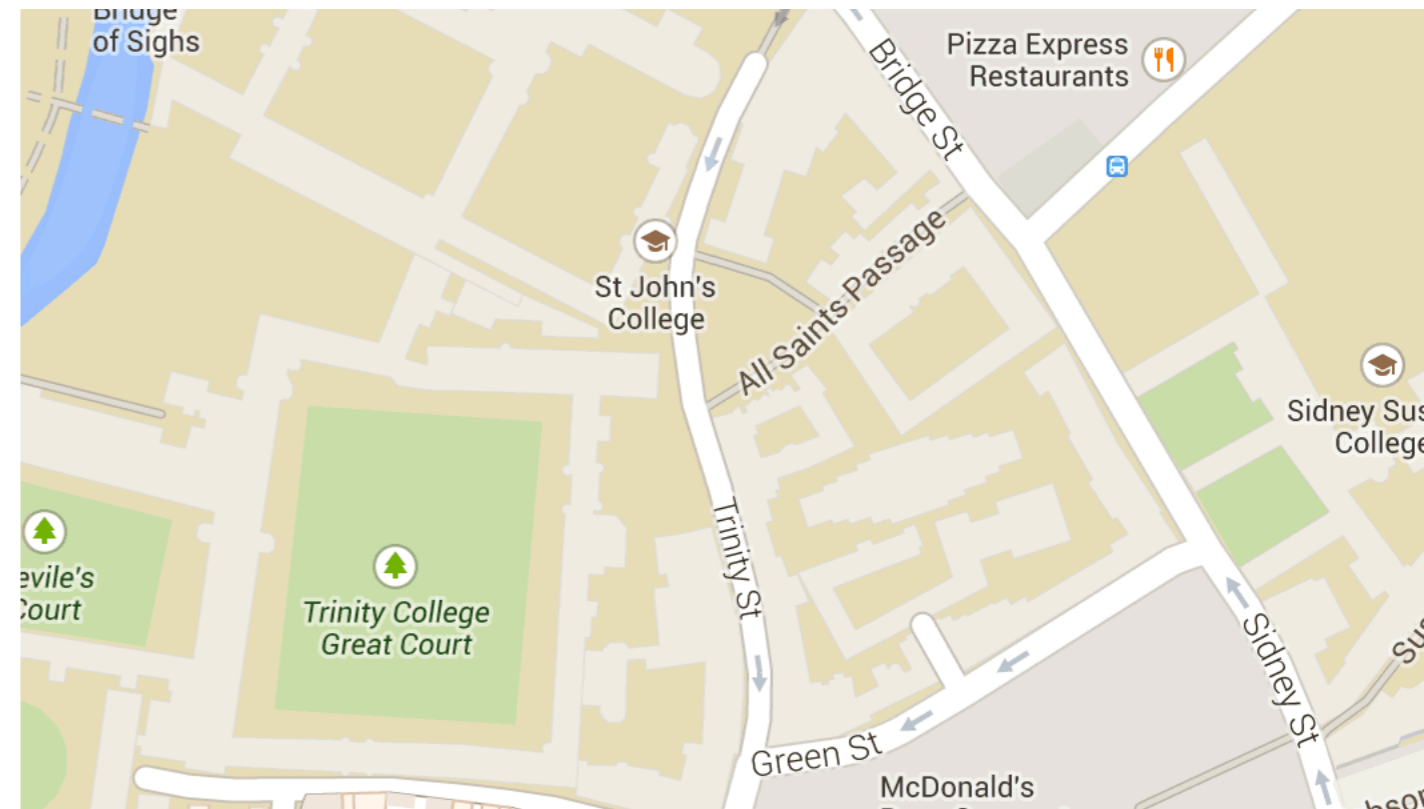 Bridge
of Sighs
Pizza Express
Restaurants
Bridge St
St John's
College
All Saints Passage
Sidney Sus
College
Trinity St
evile's
Court
Trinity College
Great Court
Sidney St
Sus
Green St
McDonald's